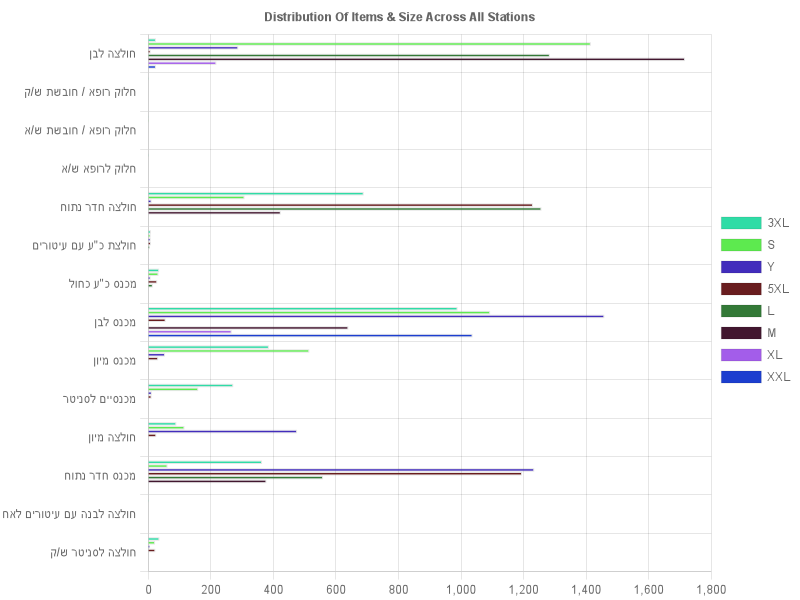 Distribution Of Items & Size Across All Stations
חולצה לבן
חלוק רופא / חובשת ש/ק
חלוק רופא / חובשת ש/א
חלוק לרופא ש/א
חולצה חדר נתוח
חולצת כ"ע עם עיטורים
מכנס כ"ע כחול
מכנס לבן
מכנס מיון
מכנסיים לסניטר
חולצה מיון
מכנס חדר נתוח
חולצה לבנה עם עיטורים לאח
חולצה לסניטר ש/ק
0 200 400 600 800 1,000 1,200 1,400 1,600 1,800
3XL
S
Y
5XL
L
M
XL
XXL